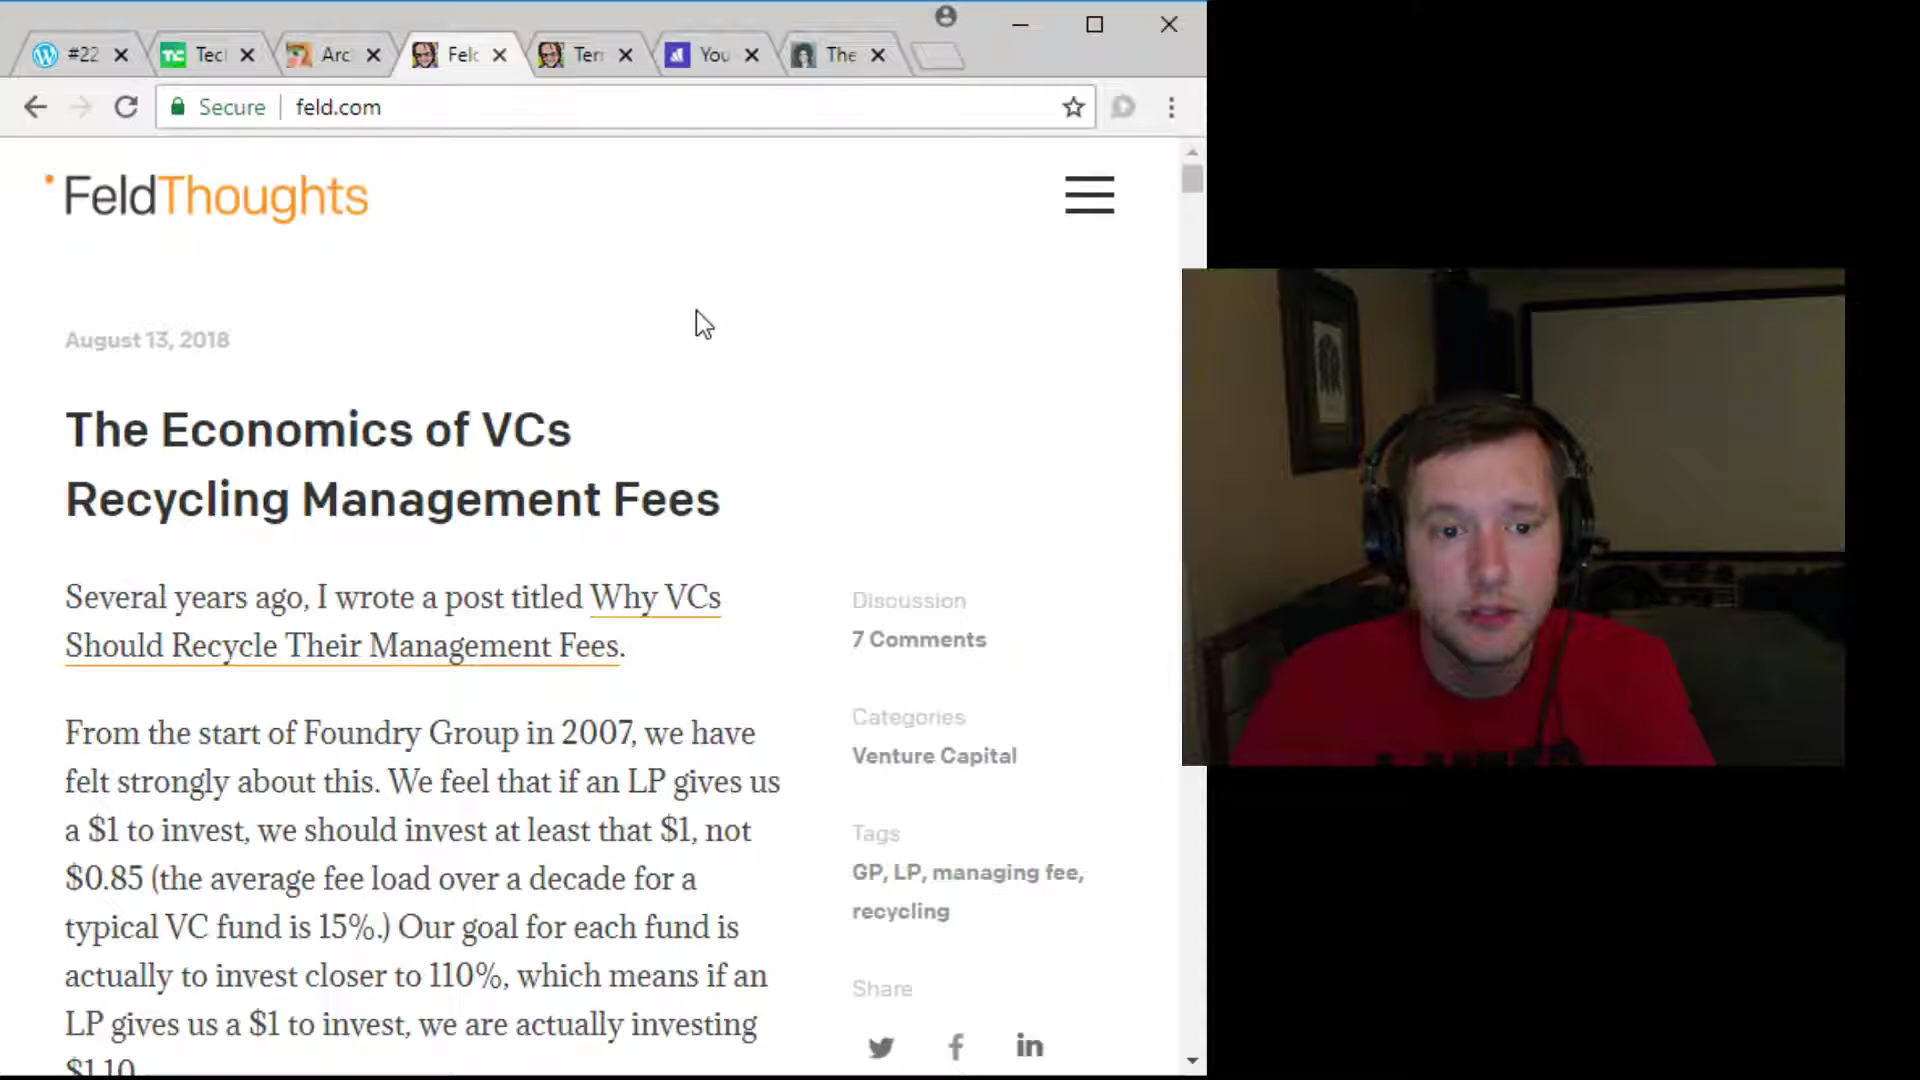 #22
Tecl
Arc
Feld
Terr
You
The
Secure
feld.com
FeldThoughts
August 13, 2018
The Economics of VCs
Recycling Management Fees
Several years ago, I wrote a post titled Why VCs
Should Recycle Their Management Fees.
From the start of Foundry Group in 2007, we have
felt strongly about this. We feel that if an LP gives us
a $1 to invest, we should invest at least that $1, not
$0.85 (the average fee load over a decade for a
typical VC fund is 15%.) Our goal for each fund is
actually to invest closer to 110%, which means if an
LP gives us a $1 to invest, we are actually investing
$1.10.
Discussion
7 Comments
Categories
Venture Capital
Tags
GP, LP, managing fee,
recycling
Share